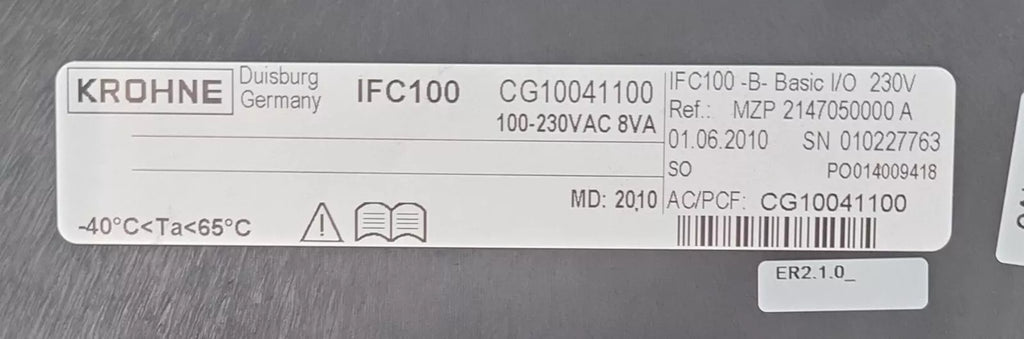 KROHNE Duisburg
Germany
IFC100 CG10041100
100-230VAC 8VA
MD: 2010
-40°C<Ta<65°C
IFC100 -B- Basic I/O 230V
Ref.: MZP 2147050000 A
01.06.2010 SN 010227763
SO PO014009418
AC/PCF: CG10041100
ER2.1.0_